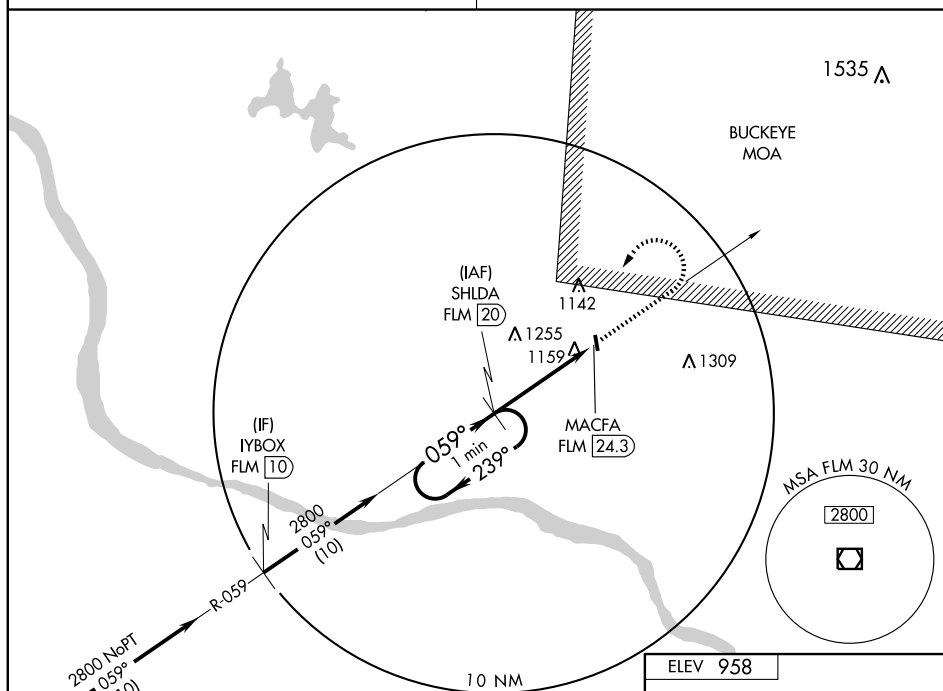 1535
BUCKEYE
MOA
(IAF)
SHLDA
FLM 20
1142
1255
1159
1309
MACFA
FLM 24.3
(IF)
IYBOX
FLM 10
059°
1 min
239°
2800
059°
(10)
R-059
2800 NoPT
059°
MSA FLM 30 NM
2800
10 NM
ELEV 958